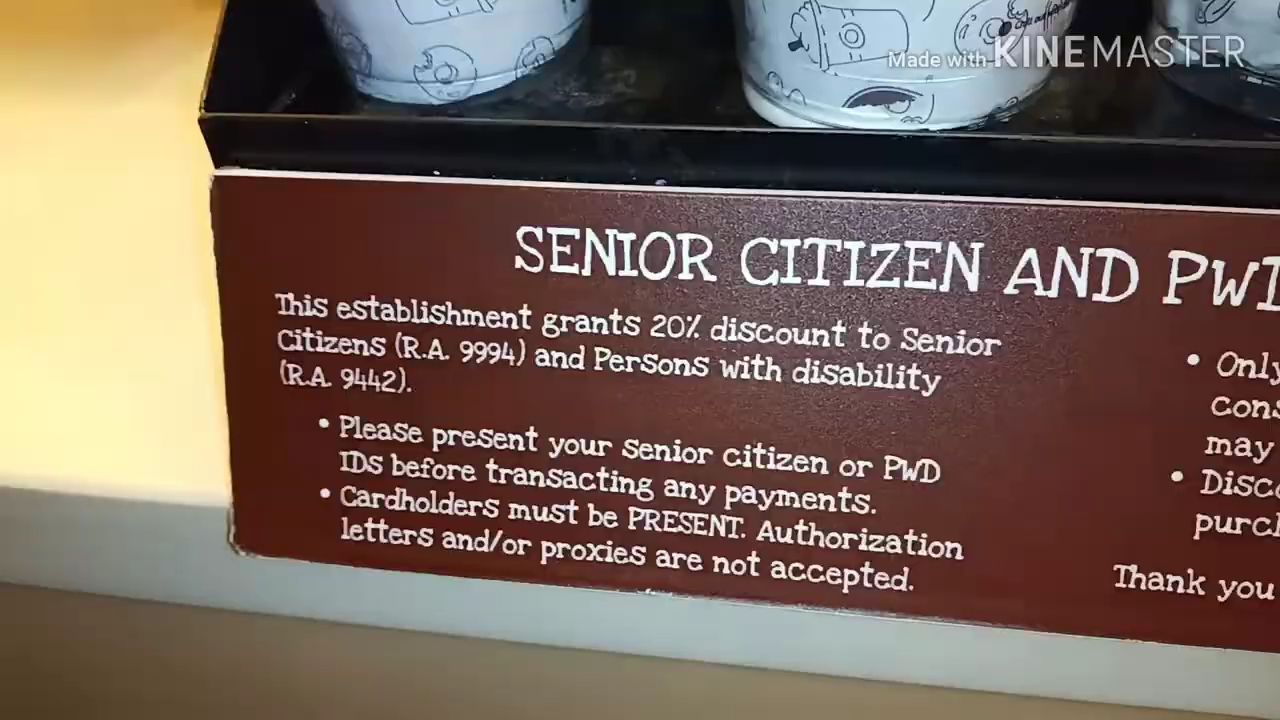 Made with KINEMASTER
SENIOR CITIZEN AND PWD
This establishment grants 20% discount to Senior
Citizens (R.A. 9994) and Persons with disability
(R.A. 9442).
• Please present your senior citizen or PWD
IDs before transacting any payments.
• Cardholders must be PRESENT. Authorization
letters and/or proxies are not accepted.
• Only
may
Thank you